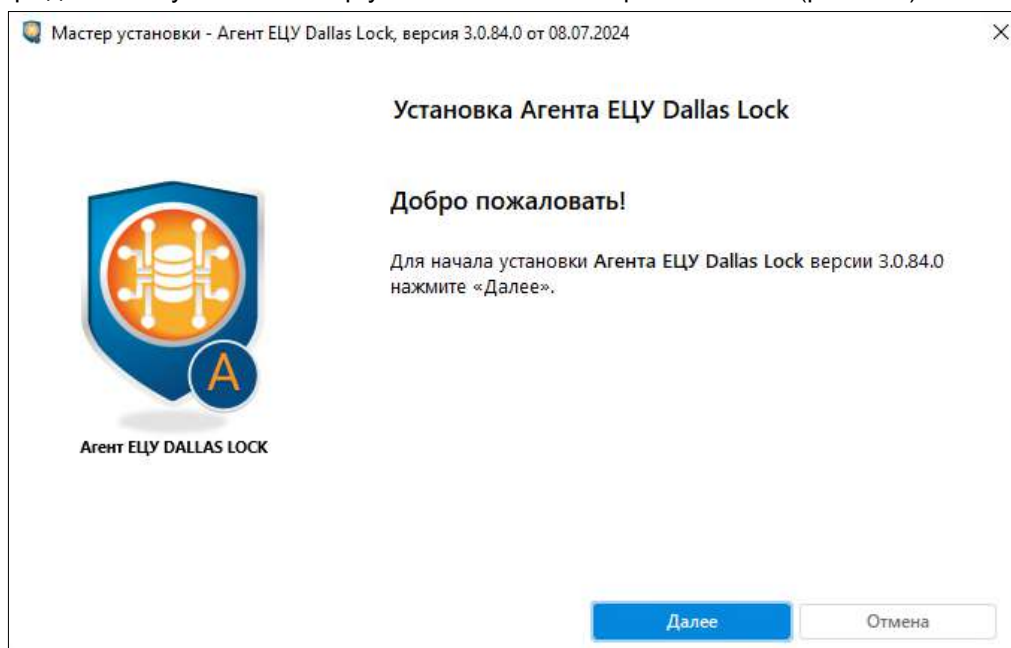 Мастер установки - Агент ЕЦУ Dallas Lock, версия 3.0.84.0 от 08.07.2024
Установка Агента ЕЦУ Dallas Lock
Добро пожаловать!
Для начала установки Агента ЕЦУ Dallas Lock версии 3.0.84.0
нажмите «Далее».
A
Агент ЕЦУ DALLAS LOCK
Далее
Отмена